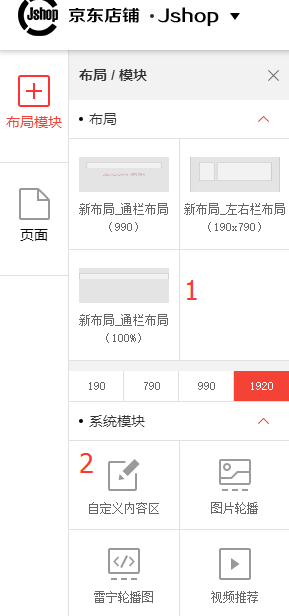 Jshop 京东店铺 · Jshop
布局模块
页面
布局 / 模块
布局
新布局_通栏布局
（990）
新布局_左右栏布局
（190x790）
新布局_通栏布局
（100%）
1
190 790 990 1920
系统模块
2
自定义内容区
图片轮播
雷宁轮播图
视频推荐